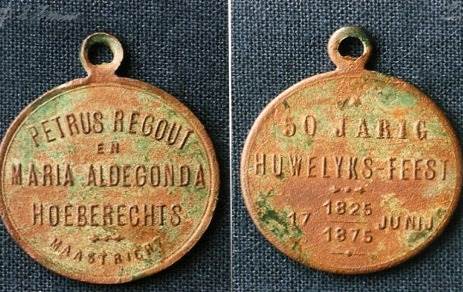 PETRUS REGOUT
EN
MARIA ALDEGONDA
HOEBERECHTS
MAASTRICHT
50 JARIG
HUWELYKS-FEEST
17 1825 JUNIJ
1875